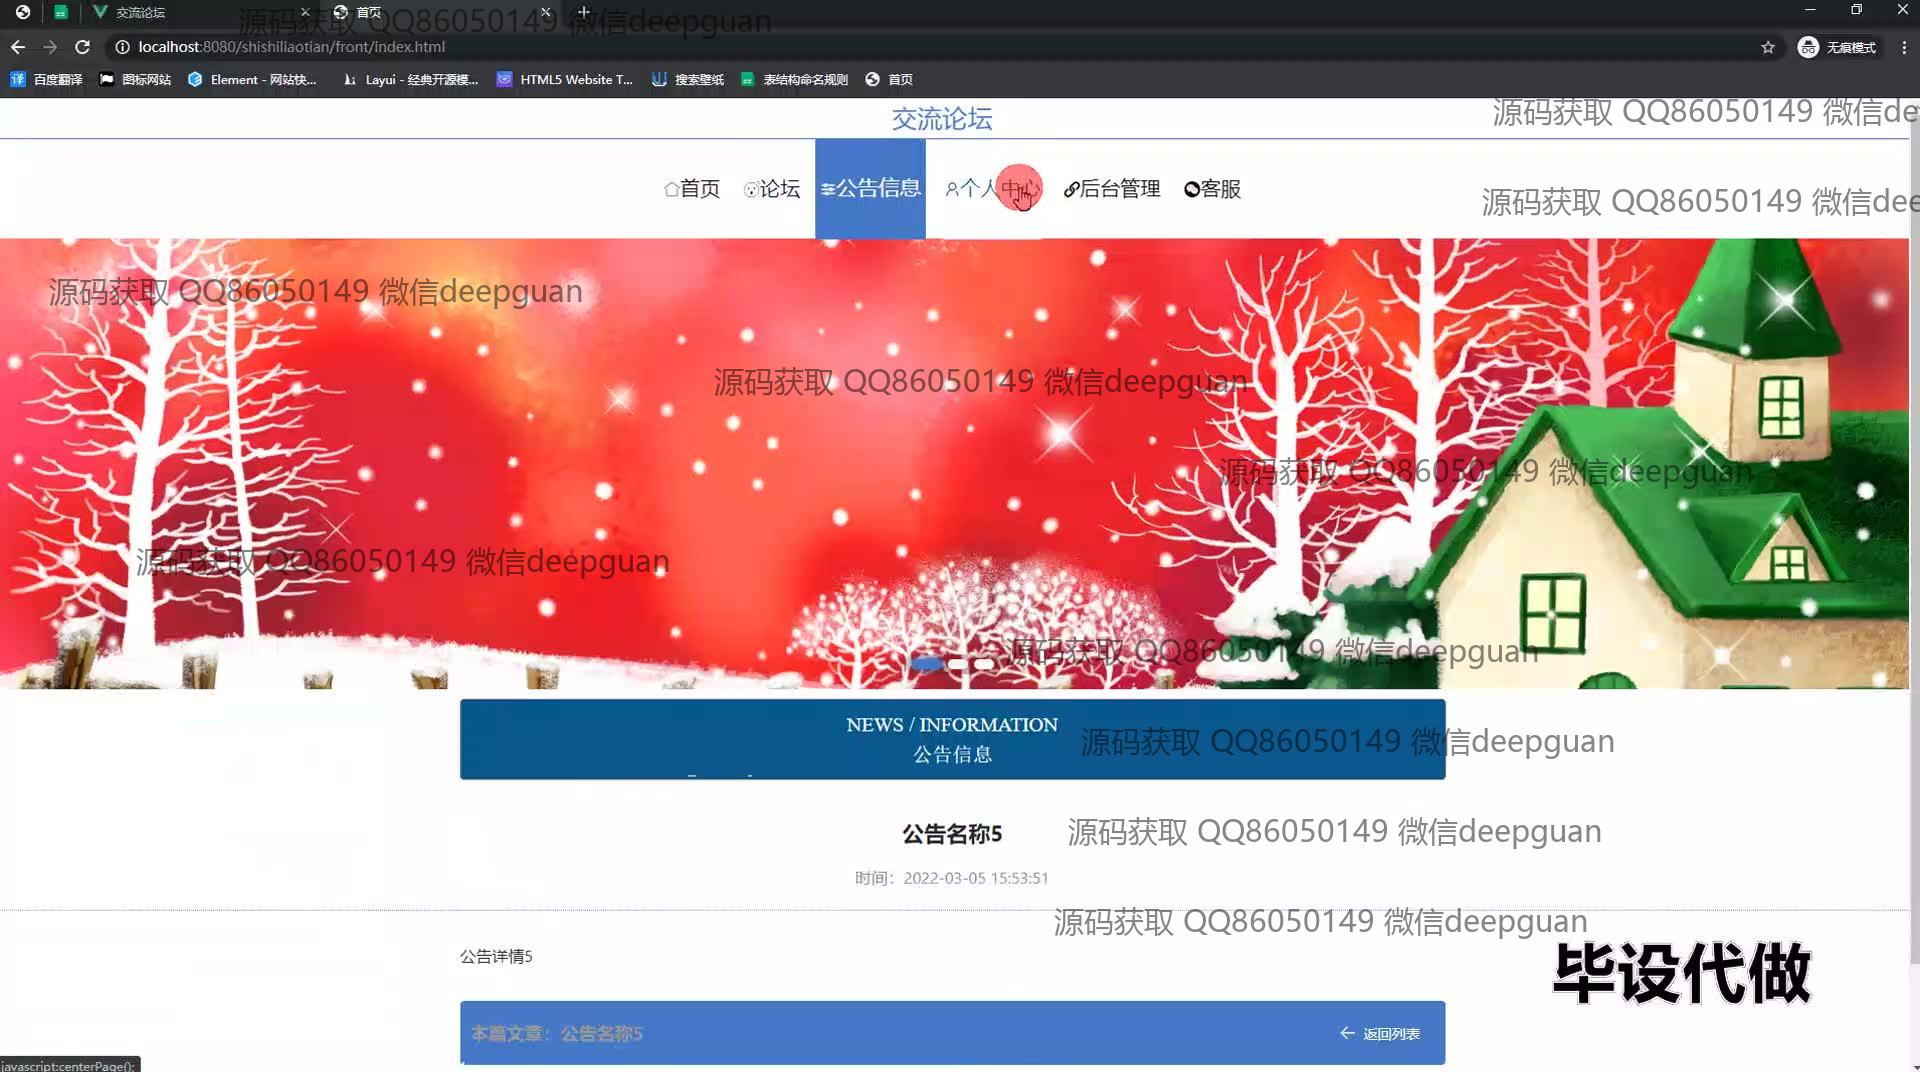 交流论坛
首页
源码获取 QQ86050149 微信deepguan
localhost:8080/shishiliaotian/front/index.html
无痕模式
百度翻译
图标网站
Element - 网站快...
Layui - 经典开源模...
HTML5 Website T...
搜索壁纸
表结构命名规则
首页
交流论坛
源码获取 QQ86050149 微信de
首页
论坛
公告信息
个人中心
后台管理
客服
源码获取 QQ86050149 微信dee
源码获取 QQ86050149 微信deepguan
源码获取 QQ86050149 微信deepguan
源码获取 QQ86050149 微信deepguan
源码获取 QQ86050149 微信deepguan
源码获取 QQ86050149 微信deepguan
NEWS / INFORMATION
公告信息
源码获取 QQ86050149 微信deepguan
公告名称5
源码获取 QQ86050149 微信deepguan
时间：2022-03-05 15:53:51
源码获取 QQ86050149 微信deepguan
公告详情5
毕设代做
本篇文章：公告名称5
返回列表
javascript:centerPage();